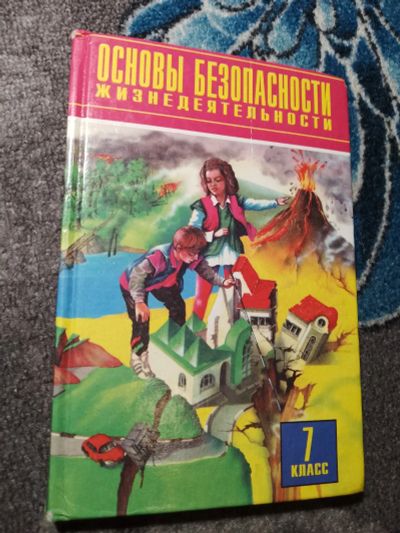 ОСНОВЫ БЕЗОПАСНОСТИ
ЖИЗНЕДЕЯТЕЛЬНОСТИ
7
КЛАСС